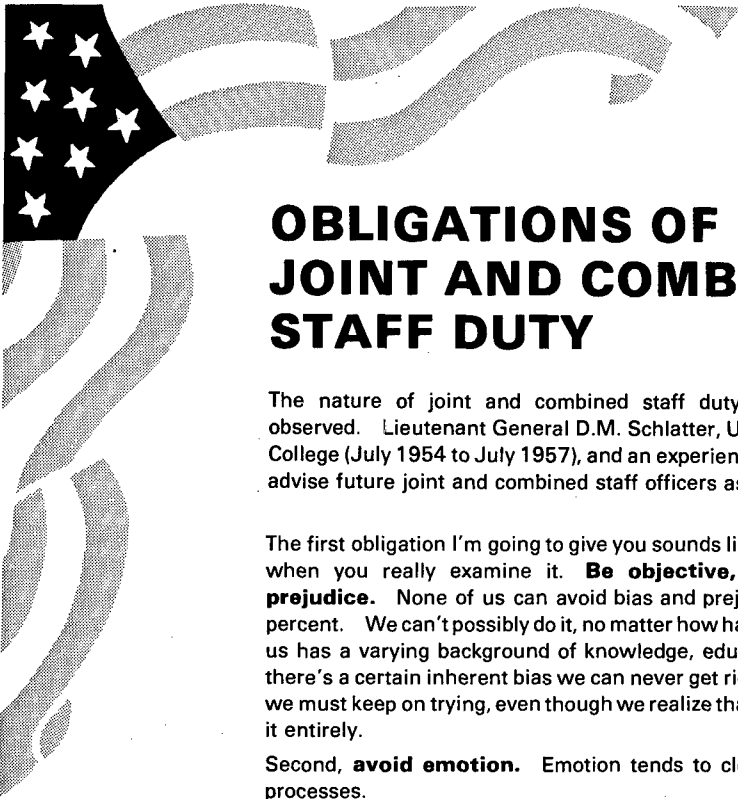 OBLIGATIONS OF
JOINT AND COMB
STAFF DUTY
The nature of joint and combined staff duty
observed. Lieutenant General D.M. Schlatter, U
College (July 1954 to July 1957), and an experien
advise future joint and combined staff officers as
The first obligation I'm going to give you sounds li
when you really examine it. Be objective,
prejudice. None of us can avoid bias and prej
percent. We can't possibly do it, no matter how ha
us has a varying background of knowledge, edu
there's a certain inherent bias we can never get ri
we must keep on trying, even though we realize tha
it entirely.
Second, avoid emotion. Emotion tends to cl
processes.